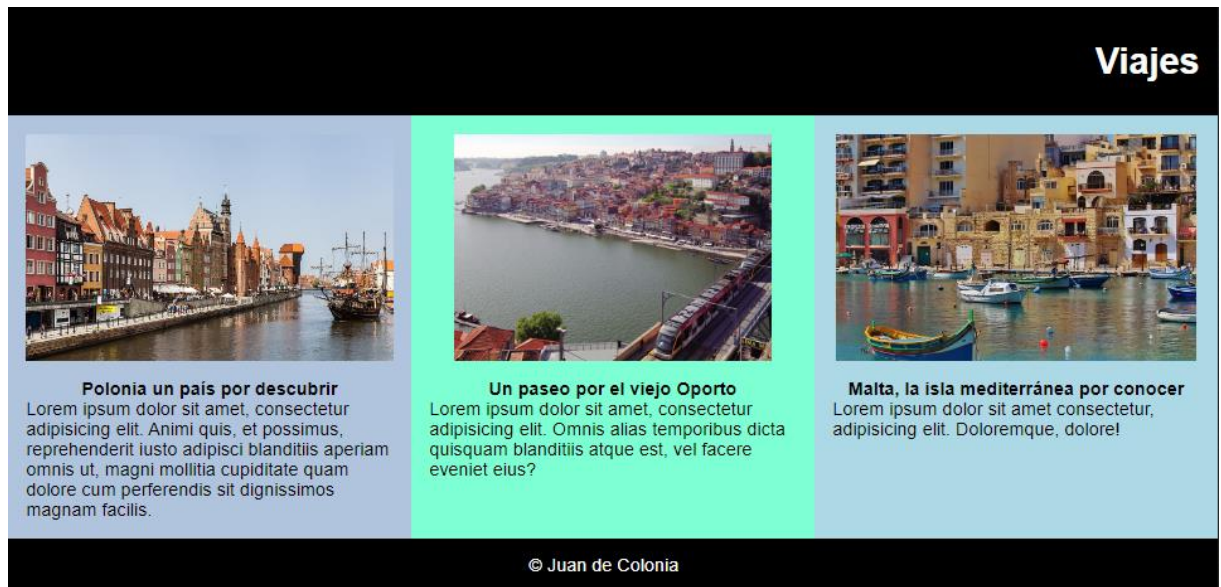 Viajes
Polonia un país por descubrir
Lorem ipsum dolor sit amet, consectetur
adipisicing elit. Animi quis, et possimus,
reprehenderit iusto adipisci blanditiis aperiam
omnis ut, magni mollitia cupiditate quam
dolore cum perferendis sit dignissimos
magnam facilis.
Un paseo por el viejo Oporto
Lorem ipsum dolor sit amet, consectetur
adipisicing elit. Omnis alias temporibus dicta
quisquam blanditiis atque est, vel facere
eveniet eius?
Malta, la isla mediterránea por conocer
Lorem ipsum dolor sit amet consectetur,
adipisicing elit. Doloremque, dolore!
© Juan de Colonia